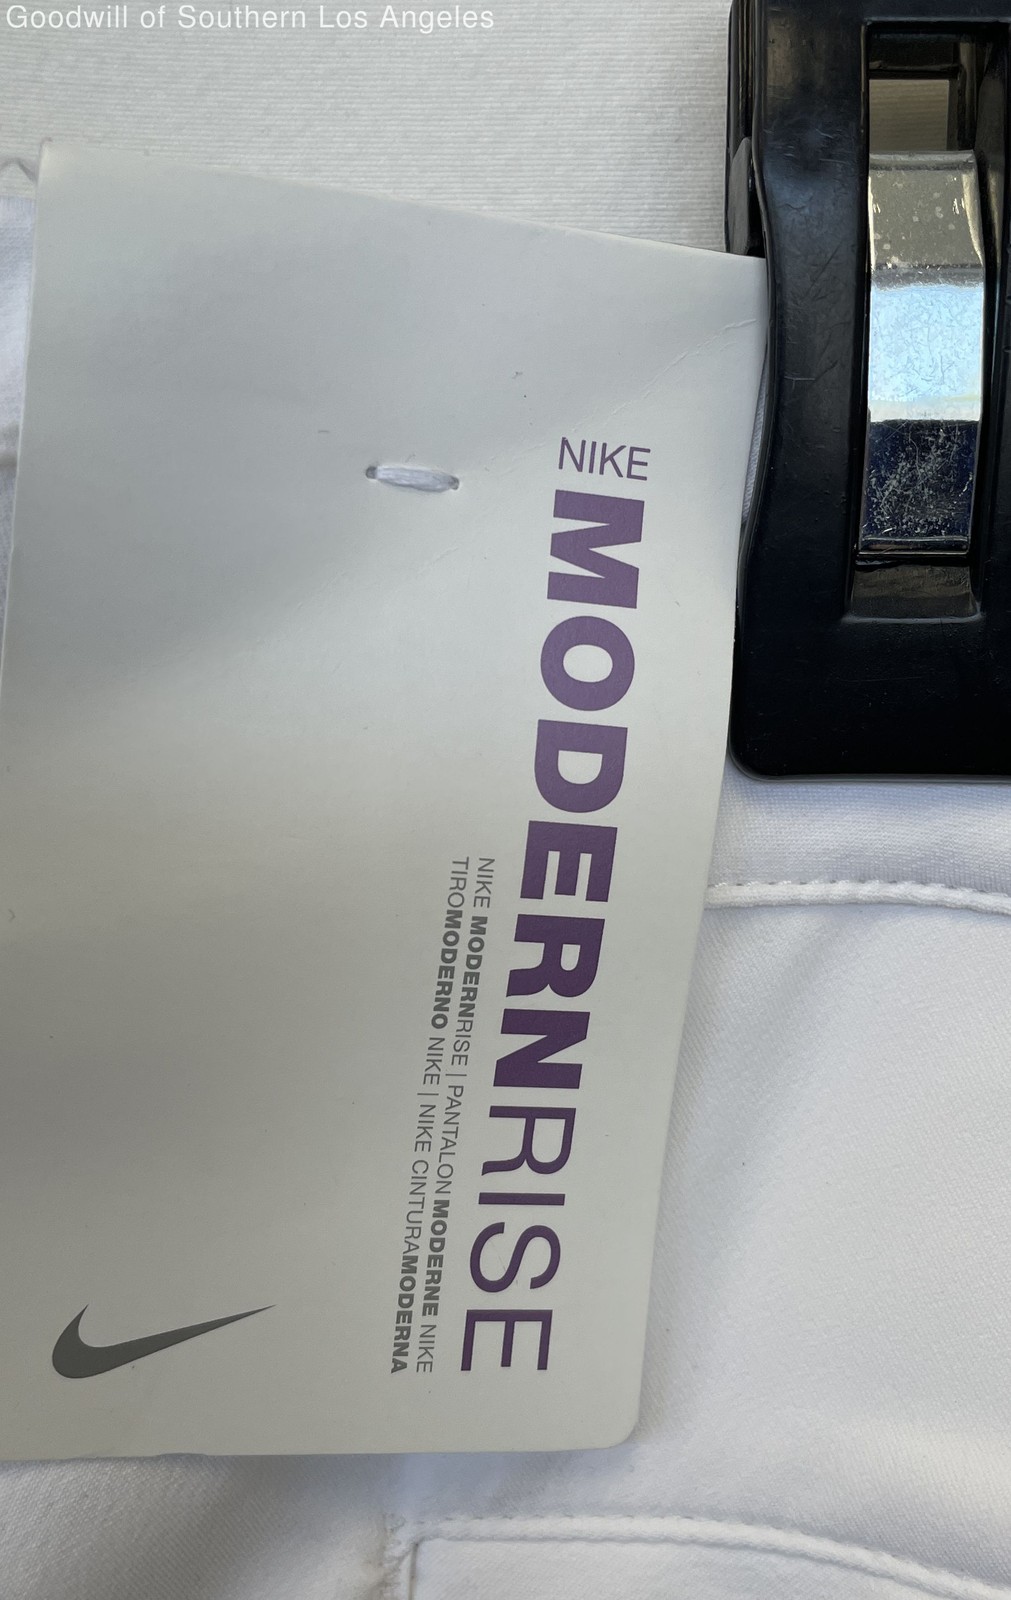 Goodwill of Southern Los Angeles
NIKE
MODERNRISE
NIKE MODERNRISE | PANTALON MODERNE NIKE
TIROMODERNO NIKE | NIKE CINTURAMODERNA